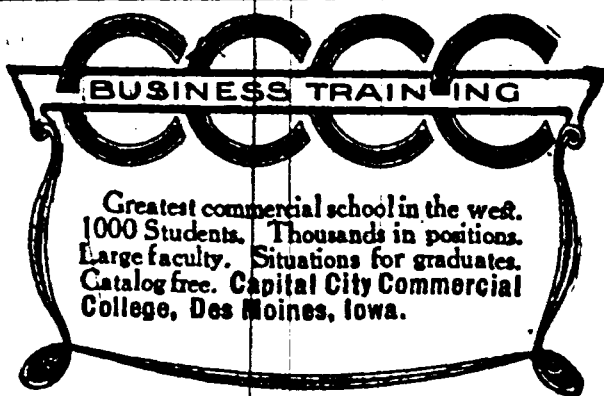 CCCC
BUSINESS TRAINING
Greatest commercial school in the west.
1000 Students. Thousands in positions.
Large faculty. Situations for graduates.
Catalog free. Capital City Commercial
College, Des Moines, Iowa.